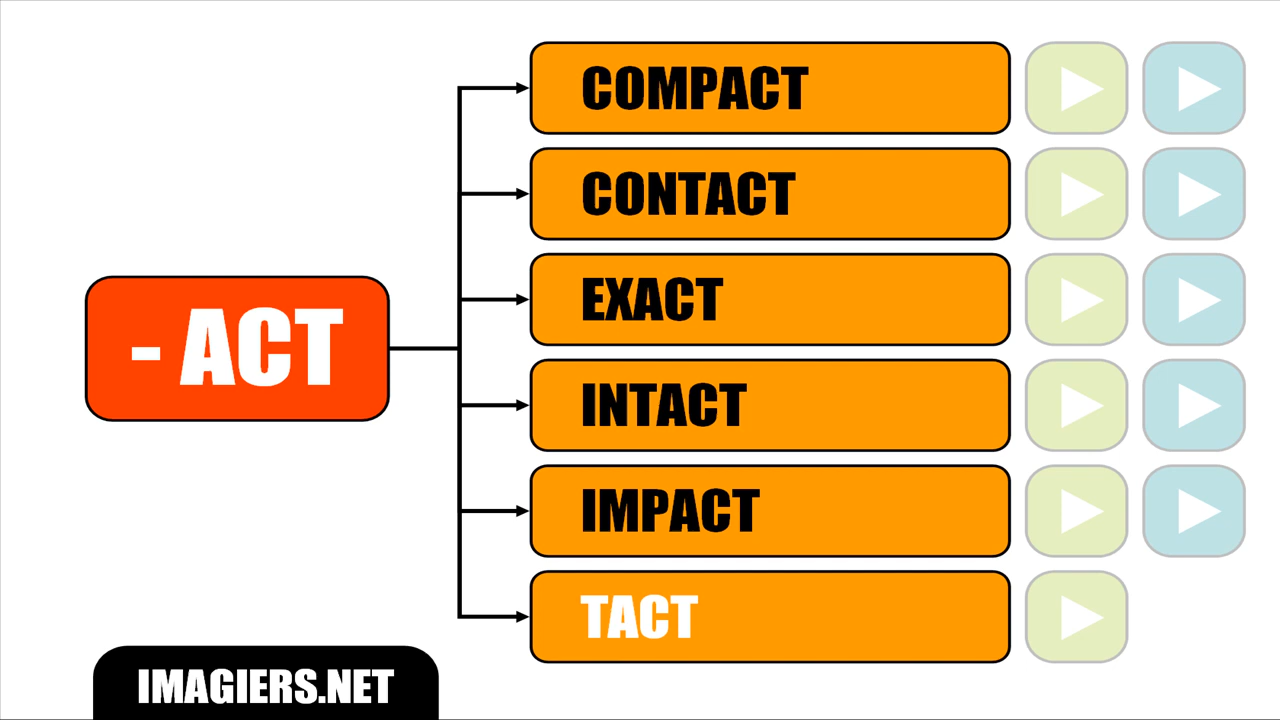 - ACT
COMPACT
CONTACT
EXACT
INTACT
IMPACT
TACT
IMAGIERS.NET